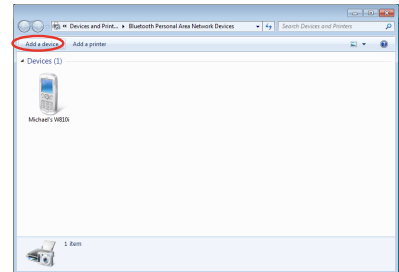 « Devices and Print... ▸ Bluetooth Personal Area Network Devices
Search Devices and Printers
Add a device
Add a printer
Devices (1)
Michael's W810i
1 item